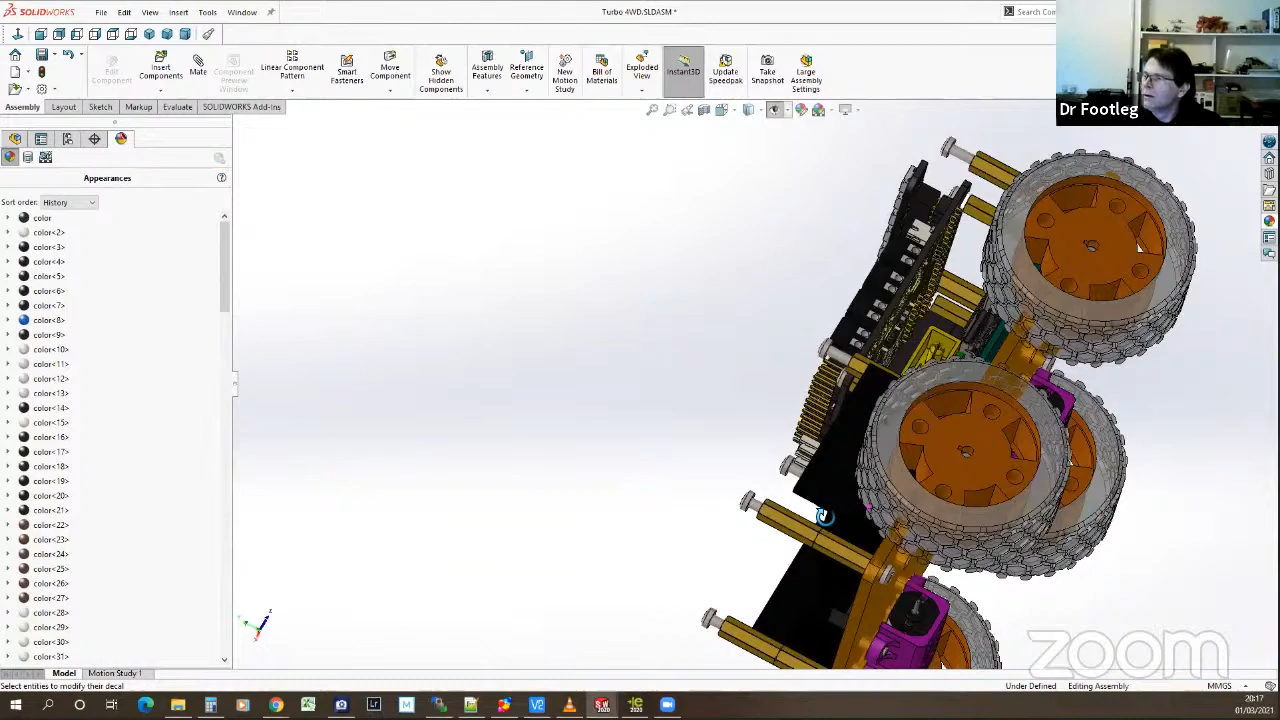 SOLIDWORKS
File
Edit
View
Insert
Tools
Window
Turbo 4WD.SLDASM *
Search Com
Edit Component
Insert Components
Mate
Component Preview Window
Linear Component Pattern
Smart Fasteners
Move Component
Show Hidden Components
Assembly Features
Reference Geometry
New Motion Study
Bill of Materials
Exploded View
Instant3D
Update Speedpak
Take Snapshot
Large Assembly Settings
Assembly
Layout
Sketch
Markup
Evaluate
SOLIDWORKS Add-Ins
Dr Footleg
Appearances
Sort order:
History
color
color<2>
color<3>
color<4>
color<5>
color<6>
color<7>
color<8>
color<9>
color<10>
color<11>
color<12>
color<13>
color<14>
color<15>
color<16>
color<17>
color<18>
color<19>
color<20>
color<21>
color<22>
color<23>
color<24>
color<25>
color<26>
color<27>
color<28>
color<29>
color<30>
color<31>
zoom
Model
Motion Study 1
Select entities to modify their decal
Under Defined
Editing Assembly
MMGS
20:17
01/03/2021